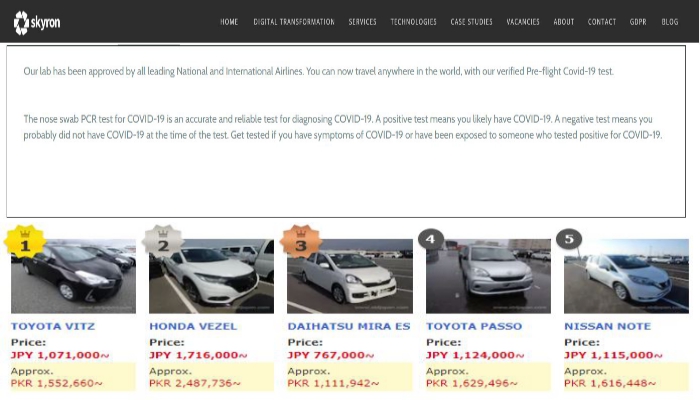 skyron
HOME DIGITAL TRANSFORMATION SERVICES TECHNOLOGIES CASE STUDIES VACANCIES ABOUT CONTACT GDPR BLOG
Our lab has been approved by all leading National and International Airlines. You can now travel anywhere in the world, with our verified Pre-flight Covid-19 test.
The nose swab PCR test for COVID-19 is an accurate and reliable test for diagnosing COVID-19. A positive test means you likely have COVID-19. A negative test means you
probably did not have COVID-19 at the time of the test. Get tested if you have symptoms of COVID-19 or have been exposed to someone who tested positive for COVID-19.
1 2 3 4 5
TOYOTA VITZ HONDA VEZEL DAIHATSU MIRA ES TOYOTA PASSO NISSAN NOTE
Price: Price: Price: Price: Price:
JPY 1,071,000~ JPY 1,716,000~ JPY 767,000~ JPY 1,124,000~ JPY 1,115,000~
Approx. Approx. Approx. Approx. Approx.
PKR 1,552,660~ PKR 2,487,736~ PKR 1,111,942~ PKR 1,629,496~ PKR 1,616,448~